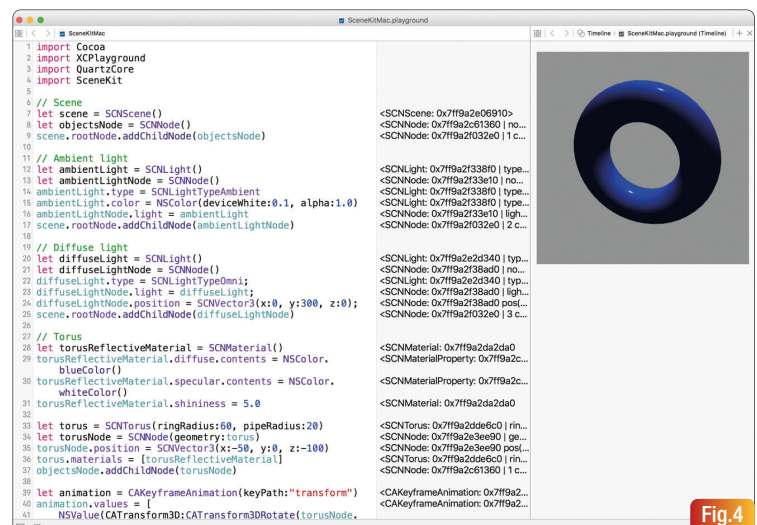 SceneKitMac.playground
SceneKitMac
Timeline
SceneKitMac.playground (Timeline)
1 import Cocoa
2 import XCPlayground
3 import QuartzCore
4 import SceneKit
5
6 // Scene
7 let scene = SCNScene() <SCNScene: 0x7ff9a2e06910>
8 let objectsNode = SCNNode() <SCNNode: 0x7ff9a2c61360 | no...
9 scene.rootNode.addChildNode(objectsNode) <SCNNode: 0x7ff9a2f032e0 | 1 c...
10
11 // Ambient light
12 let ambientLight = SCNLight() <SCNLight: 0x7ff9a2f338f0 | type...
13 let ambientLightNode = SCNNode() <SCNNode: 0x7ff9a2f33e10 | no...
14 ambientLight.type = SCNLightTypeAmbient <SCNLight: 0x7ff9a2f338f0 | type...
15 ambientLight.color = NSColor(deviceWhite:0.1, alpha:1.0) <SCNLight: 0x7ff9a2f338f0 | type...
16 ambientLightNode.light = ambientLight <SCNNode: 0x7ff9a2f33e10 | ligh...
17 scene.rootNode.addChildNode(ambientLightNode) <SCNNode: 0x7ff9a2f032e0 | 2 c...
18
19 // Diffuse light
20 let diffuseLight = SCNLight() <SCNLight: 0x7ff9a2e2d340 | typ...
21 let diffuseLightNode = SCNNode() <SCNNode: 0x7ff9a2f38ad0 | no...
22 diffuseLight.type = SCNLightTypeOmni; <SCNLight: 0x7ff9a2e2d340 | typ...
23 diffuseLightNode.light = diffuseLight; <SCNNode: 0x7ff9a2f38ad0 | ligh...
24 diffuseLightNode.position = SCNVector3(x:0, y:300, z:0); <SCNNode: 0x7ff9a2f38ad0 pos(...
25 scene.rootNode.addChildNode(diffuseLightNode) <SCNNode: 0x7ff9a2f032e0 | 3 c...
26
27 // Torus
28 let torusReflectiveMaterial = SCNMaterial() <SCNMaterial: 0x7ff9a2da2da0
29 torusReflectiveMaterial.diffuse.contents = NSColor. <SCNMaterialProperty: 0x7ff9a2c...
blueColor()
30 torusReflectiveMaterial.specular.contents = NSColor. <SCNMaterialProperty: 0x7ff9a2c...
whiteColor()
31 torusReflectiveMaterial.shininess = 5.0 <SCNMaterial: 0x7ff9a2da2da0
32
33 let torus = SCNTorus(ringRadius:60, pipeRadius:20) <SCNTorus: 0x7ff9a2dde6c0 | rin...
34 let torusNode = SCNNode(geometry:torus) <SCNNode: 0x7ff9a2e3ee90 | ge...
35 torusNode.position = SCNVector3(x:-50, y:0, z:-100) <SCNNode: 0x7ff9a2e3ee90 pos(...
36 torus.materials = [torusReflectiveMaterial] <SCNTorus: 0x7ff9a2dde6c0 | rin...
37 objectsNode.addChildNode(torusNode) <SCNNode: 0x7ff9a2c61360 | 1 c...
38
39 let animation = CAKeyframeAnimation(keyPath:"transform") <CAKeyframeAnimation: 0x7ff9a2...
40 animation.values = [ <CAKeyframeAnimation: 0x7ff9a2...
41 NSValue(CATransform3D:CATransform3DRotate(torusNode.
Fig.4